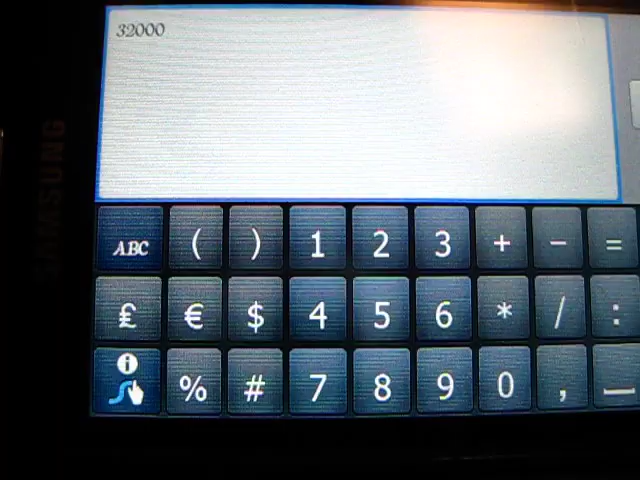 32000
SAMSUNG
ABC ( ) 1 2 3 + - =
£ € $ 4 5 6 * / :
i % # 7 8 9 0 , _